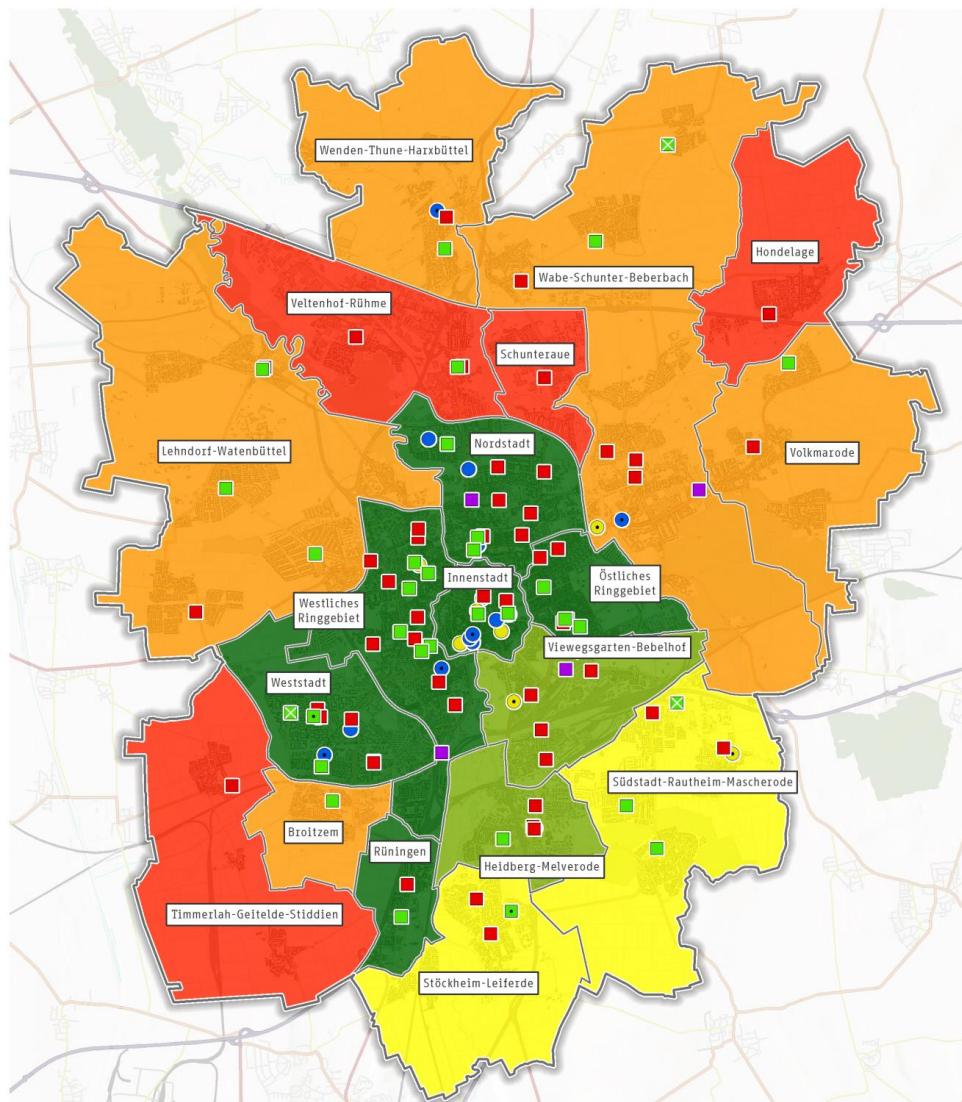 Wenden-Thune-Harxbüttel
Wabe-Schunter-Beberbach
Hondelage
Veltenhof-Rühme
Schunteraue
Nordstadt
Lehndorf-Watenbüttel
Volkmarode
Innenstadt
Östliches
Ringgebiet
Westliches
Ringgebiet
Viewegsgarten-Bebelhof
Weststadt
Südstadt-Rautheim-Mascherode
Broitzem
Rüningen
Heidberg-Melverode
Timmerlah-Geitelde-Stiddien
Stöckheim-Leiferde